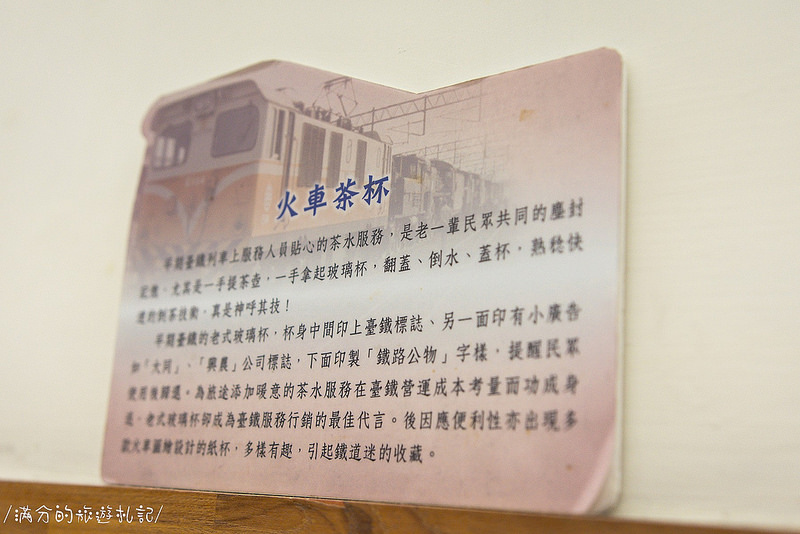 火車茶杯
早期臺鐵列車上服務人員貼心的茶水服務，是老一輩民眾共同的塵封
記憶，尤其是一手提茶壺，一手拿起玻璃杯，翻蓋、倒水、蓋杯，熟稔快
速的斟茶技術，真是神呼其技！
早期臺鐵的老式玻璃杯，杯身中間印上臺鐵標誌、另一面印有小廣告
如「大同」、「興農」公司標誌，下面印製「鐵路公物」字樣，提醒民眾
使用後歸還。為旅途添加暖意的茶水服務在臺鐵營運成本考量而功成身
退，老式玻璃杯卻成為臺鐵服務行銷的最佳代言。後因應便利性亦出現多
款火車圖繪設計的紙杯，多樣有趣，引起鐵道迷的收藏。
/滿分的旅遊札記/